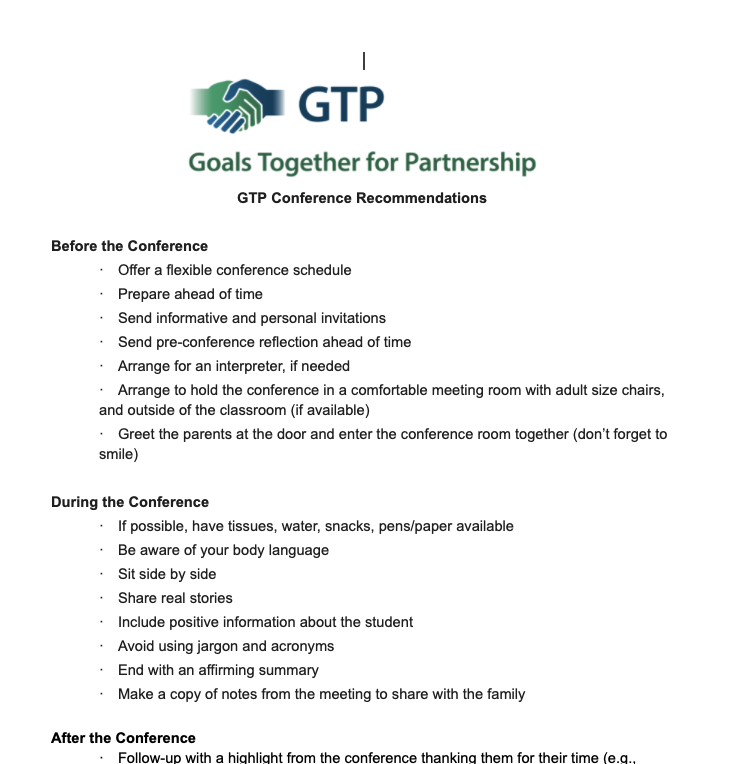 GTP
Goals Together for Partnership
GTP Conference Recommendations
Before the Conference
· Offer a flexible conference schedule
· Prepare ahead of time
· Send informative and personal invitations
· Send pre-conference reflection ahead of time
· Arrange for an interpreter, if needed
· Arrange to hold the conference in a comfortable meeting room with adult size chairs,
and outside of the classroom (if available)
· Greet the parents at the door and enter the conference room together (don’t forget to
smile)
During the Conference
· If possible, have tissues, water, snacks, pens/paper available
· Be aware of your body language
· Sit side by side
· Share real stories
· Include positive information about the student
· Avoid using jargon and acronyms
· End with an affirming summary
· Make a copy of notes from the meeting to share with the family
After the Conference
· Follow-up with a highlight from the conference thanking them for their time (e.g.,